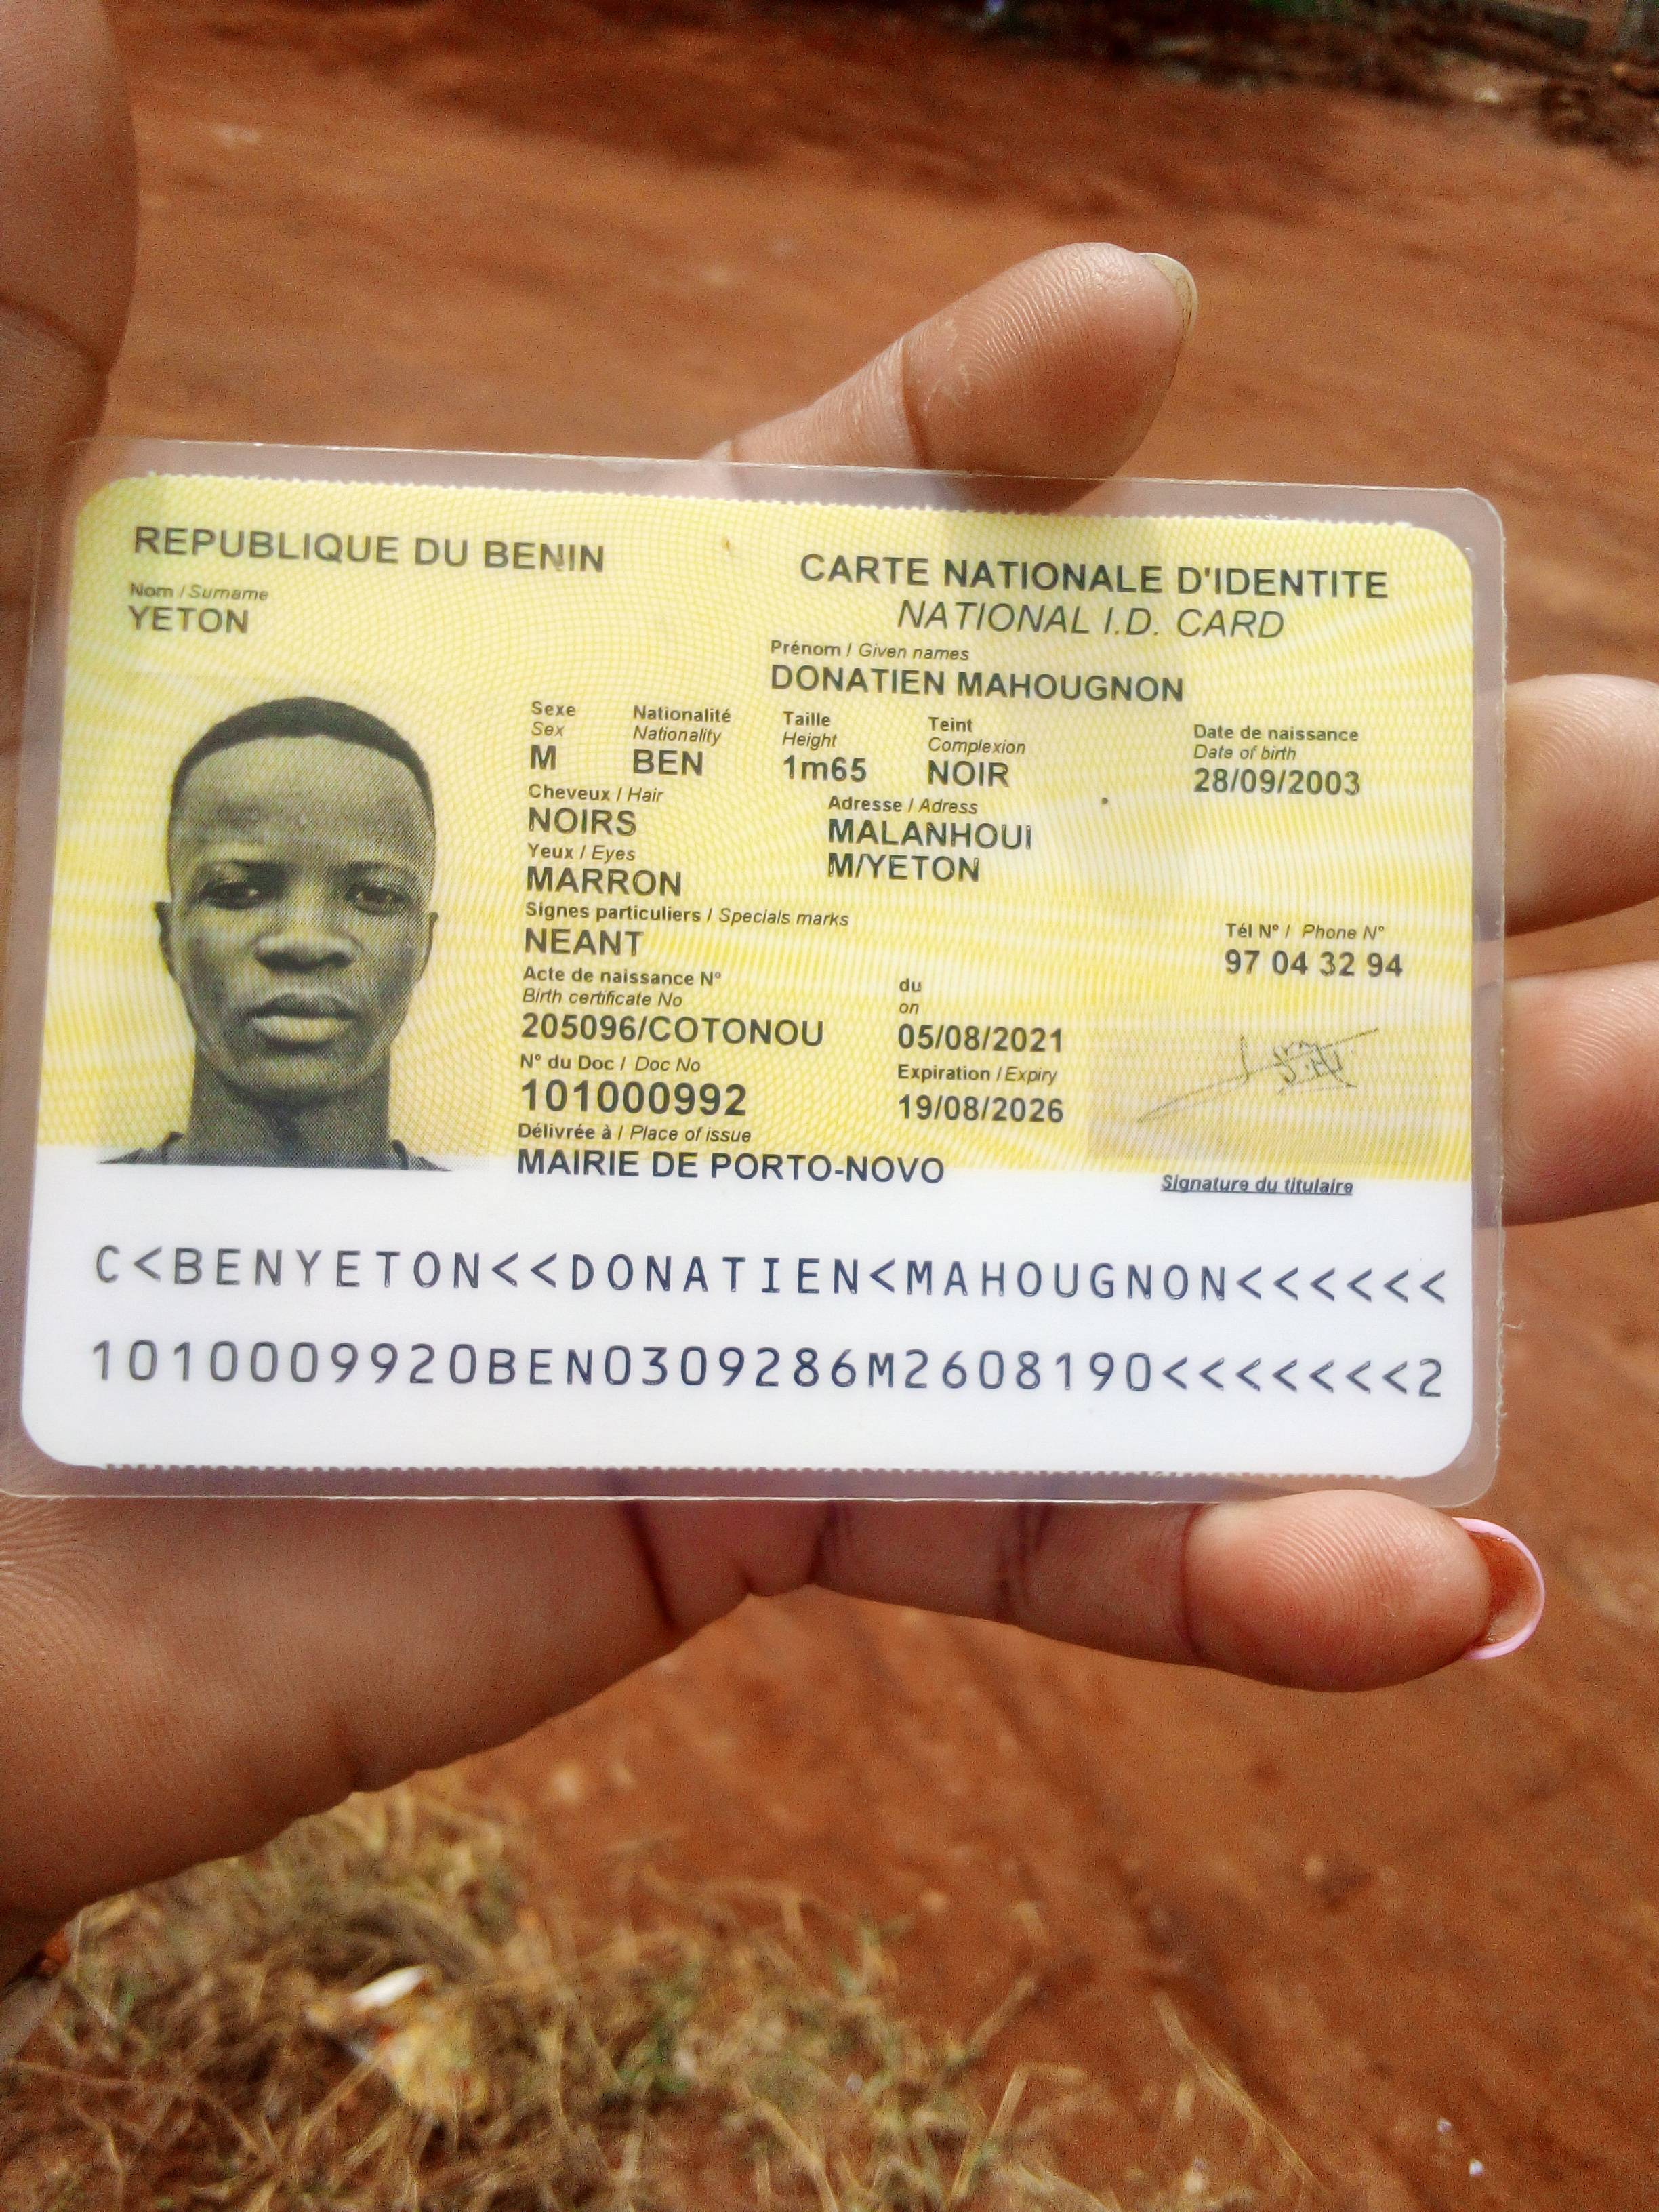 REPUBLIQUE DU BENIN
CARTE NATIONALE D'IDENTITE
NATIONAL I.D. CARD
Nom / Surname
YETON
Prénom / Given names
DONATIEN MAHOUGNON
Sexe Nationalité Taille Teint Date de naissance
Sex Nationality Height Complexion Date of birth
M BEN 1m65 NOIR 28/09/2003
Cheveux / Hair Adresse / Adress
NOIRS MALANHOUI
Yeux / Eyes M/YETON
MARRON
Signes particuliers / Specials marks Tél N° / Phone N°
NEANT 97 04 32 94
Acte de naissance N° du
Birth certificate No on
205096/COTONOU 05/08/2021
N° du Doc / Doc No Expiration / Expiry
101000992 19/08/2026
Délivrée à / Place of issue
MAIRIE DE PORTO-NOVO
Signature du titulaire
C<BENYETON<<DONATIEN<MAHOUGNON<<<<<<
1010009920BEN0309286M2608190<<<<<<<2